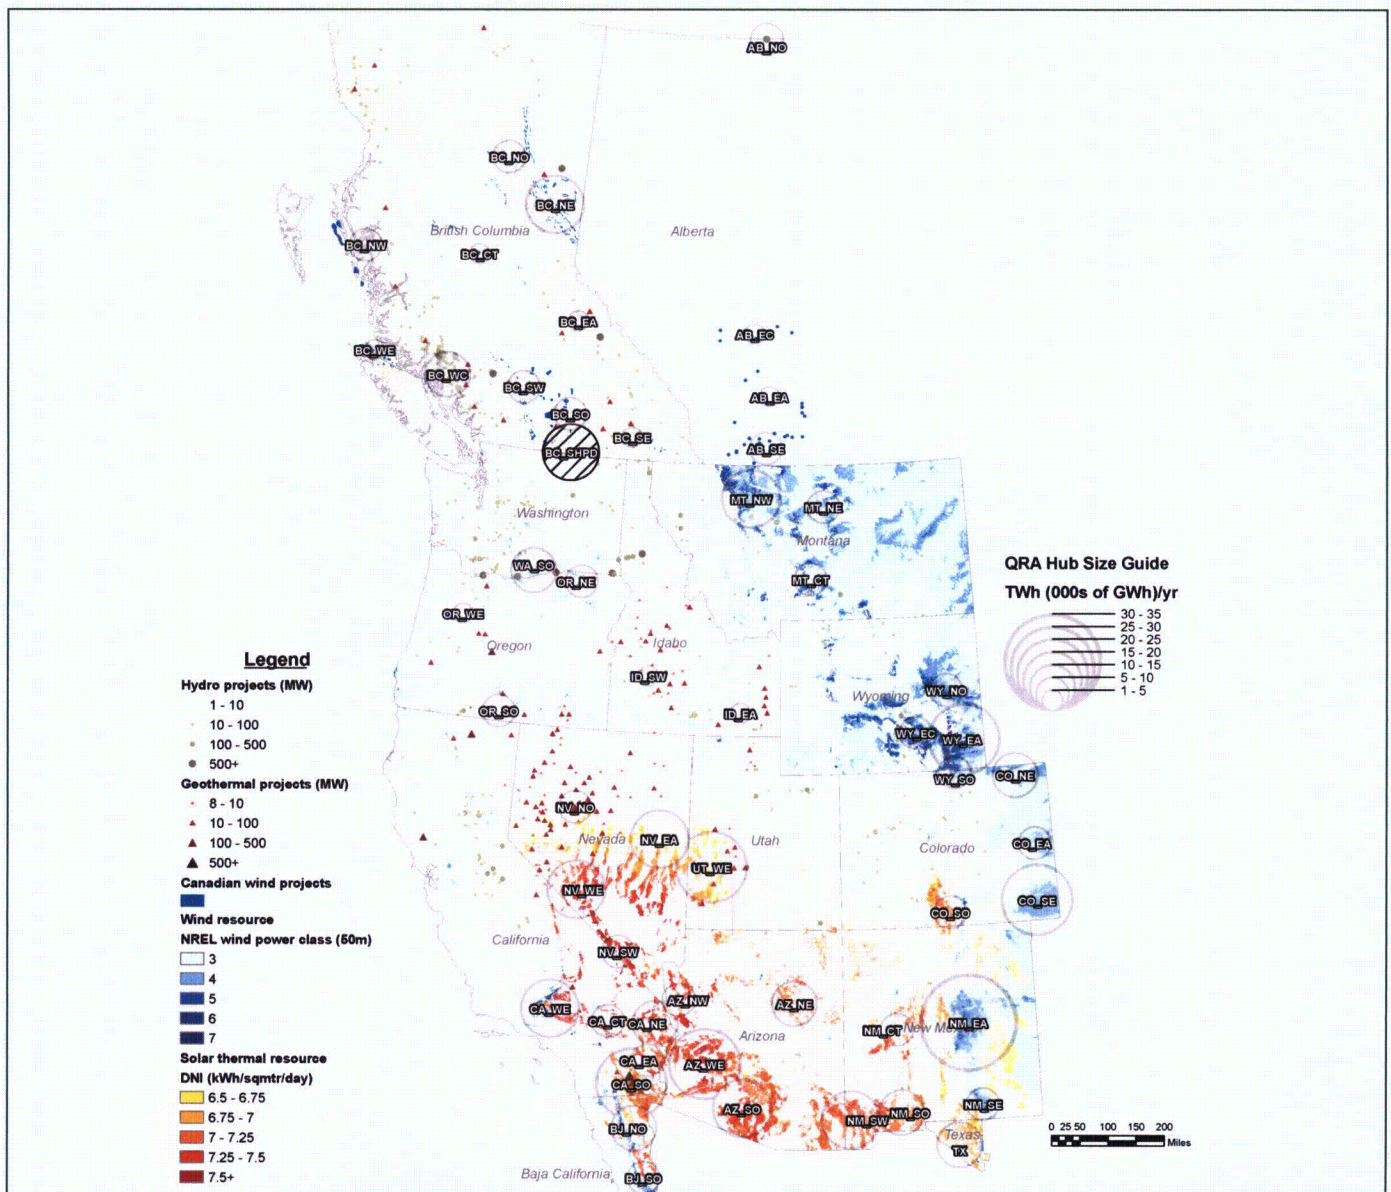 AB_NO
BC_NO
BC_NE
British Columbia
Alberta
BC_NW
BC_CT
BC_EA
AB_EC
BC_WE
BC_WC
BC_SW
AB_EA
BC_SO
BC_SE
AB_SE
BC_SHPD
MT_NW
MT_NE
Washington
Montana
WA_SO
OR_NE
MT_CT
QRA Hub Size Guide
TWh (000s of GWh)/yr
30 - 35
25 - 30
20 - 25
15 - 20
10 - 15
5 - 10
1 - 5
OR_WE
Oregon
Idaho
ID_SW
Wyoming
WY_NO
OR_SO
ID_EA
WY_EC
WY_EA
WY_SO
CO_NE
NV_NO
Nevada
NV_EA
Utah
Colorado
CO_EA
UT_WE
NV_WE
CO_SO
CO_SE
California
NV_SW
CA_WE
AZ_NW
AZ_NE
CA_CT
CA_NE
Arizona
NM_CT
New Me
NM_EA
CA_EA
AZ_WE
CA_SO
AZ_SO
NM_SW
NM_SO
NM_SE
BJ_NO
Texas
TX
Baja California
BJ_SO
Legend
Hydro projects (MW)
1 - 10
10 - 100
100 - 500
500+
Geothermal projects (MW)
8 - 10
10 - 100
100 - 500
500+
Canadian wind projects
Wind resource
NREL wind power class (50m)
3
4
5
6
7
Solar thermal resource
DNI (kWh/sqmtr/day)
6.5 - 6.75
6.75 - 7
7 - 7.25
7.25 - 7.5
7.5+
0 25 50 100 150 200
Miles